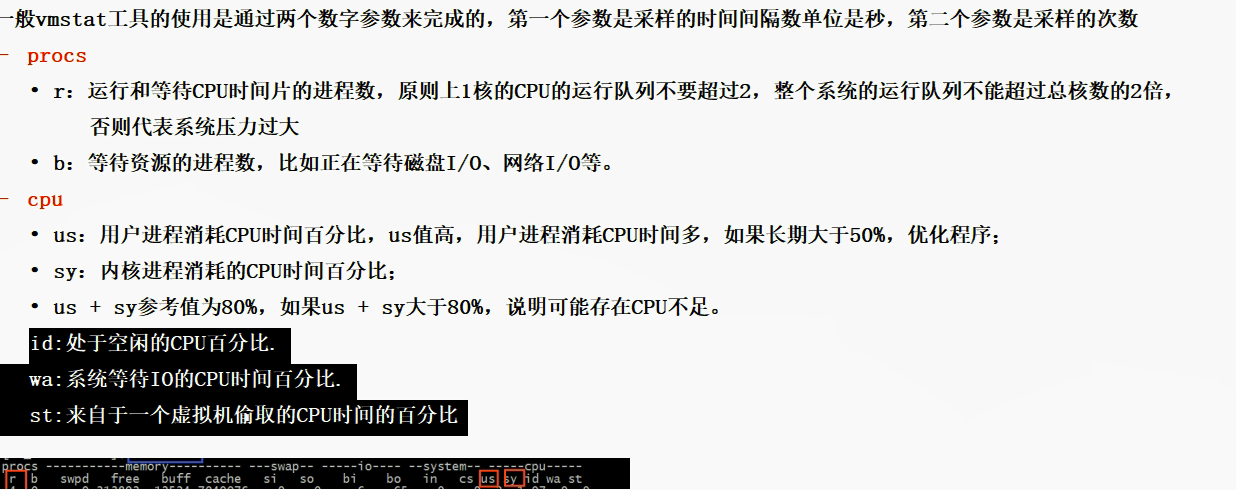 一般vmstat工具的使用是通过两个数字参数来完成的，第一个参数是采样的时间间隔数单位是秒，第二个参数是采样的次数
- procs
• r：运行和等待CPU时间片的进程数，原则上1核的CPU的运行队列不要超过2，整个系统的运行队列不能超过总核数的2倍，
否则代表系统压力过大
• b：等待资源的进程数，比如正在等待磁盘I/O、网络I/O等。
- cpu
• us：用户进程消耗CPU时间百分比，us值高，用户进程消耗CPU时间多，如果长期大于50%，优化程序；
• sy：内核进程消耗的CPU时间百分比；
• us + sy参考值为80%，如果us + sy大于80%，说明可能存在CPU不足。
id:处于空闲的CPU百分比.
wa:系统等待IO的CPU时间百分比.
st:来自于一个虚拟机偷取的CPU时间的百分比
procs -----------memory---------- ---swap-- -----io---- --system-- -----cpu-----
r b swpd free buff cache si so bi bo in cs us sy id wa st